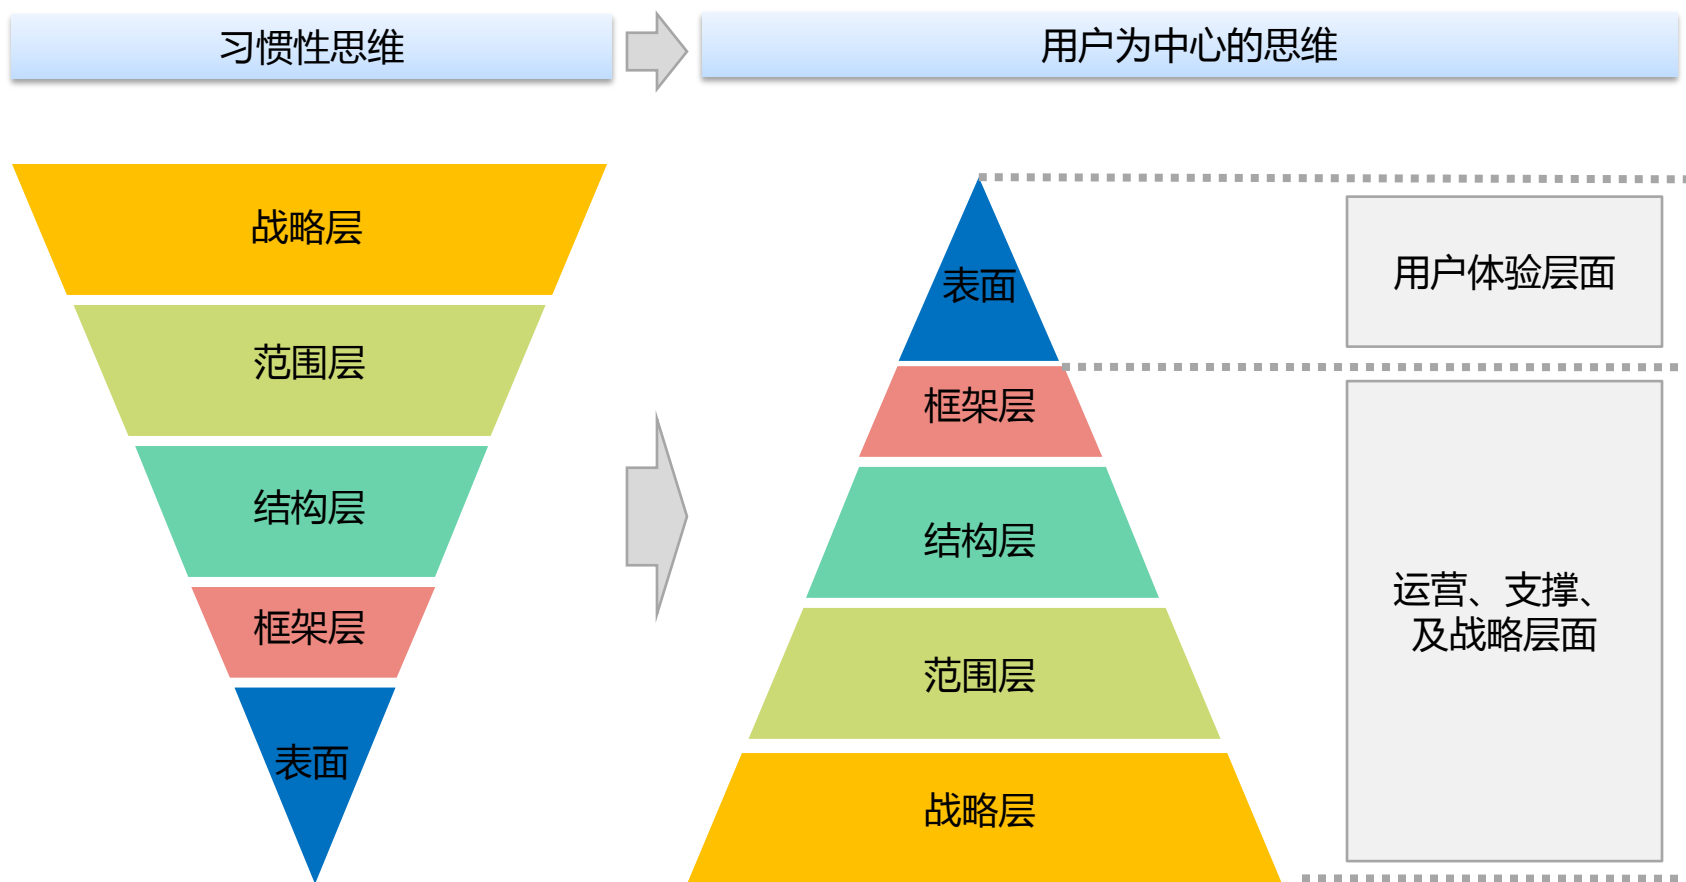 习惯性思维
用户为中心的思维
战略层
范围层
结构层
框架层
表面
表面
框架层
结构层
范围层
战略层
用户体验层面
运营、支撑、
及战略层面